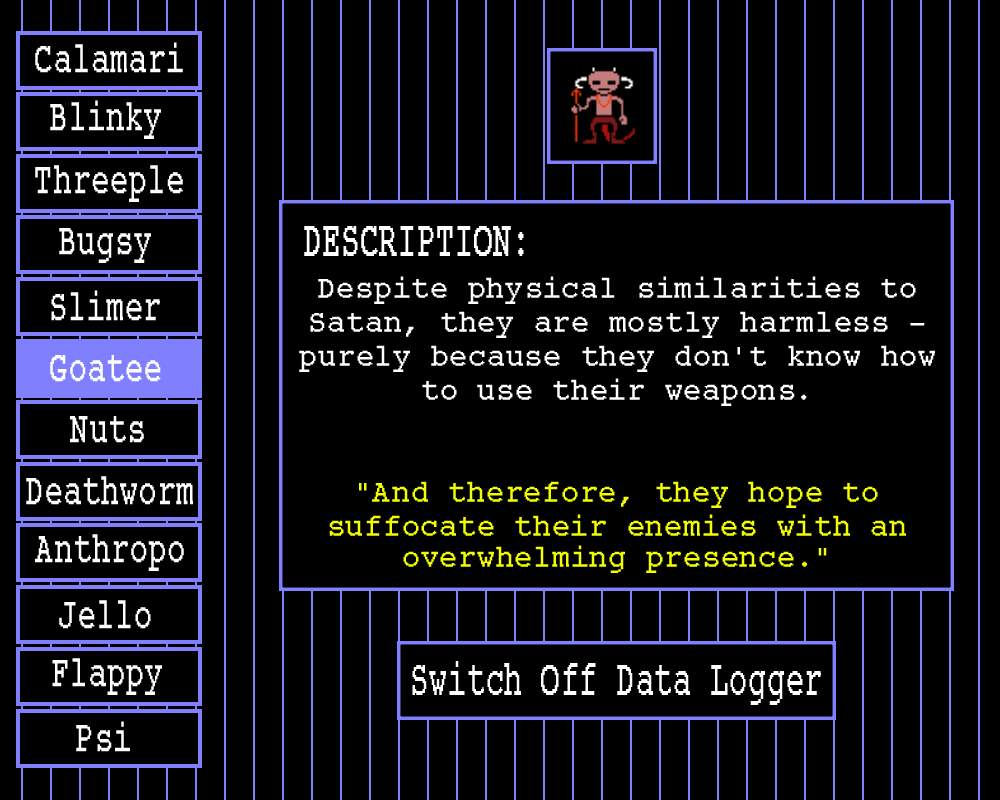 Calamari
Blinky
Threeple
Bugsy
Slimer
Goatee
Nuts
Deathworm
Anthropo
Jello
Flappy
Psi
DESCRIPTION:
Despite physical similarities to
Satan, they are mostly harmless -
purely because they don't know how
to use their weapons.
"And therefore, they hope to
suffocate their enemies with an
overwhelming presence."
Switch Off Data Logger